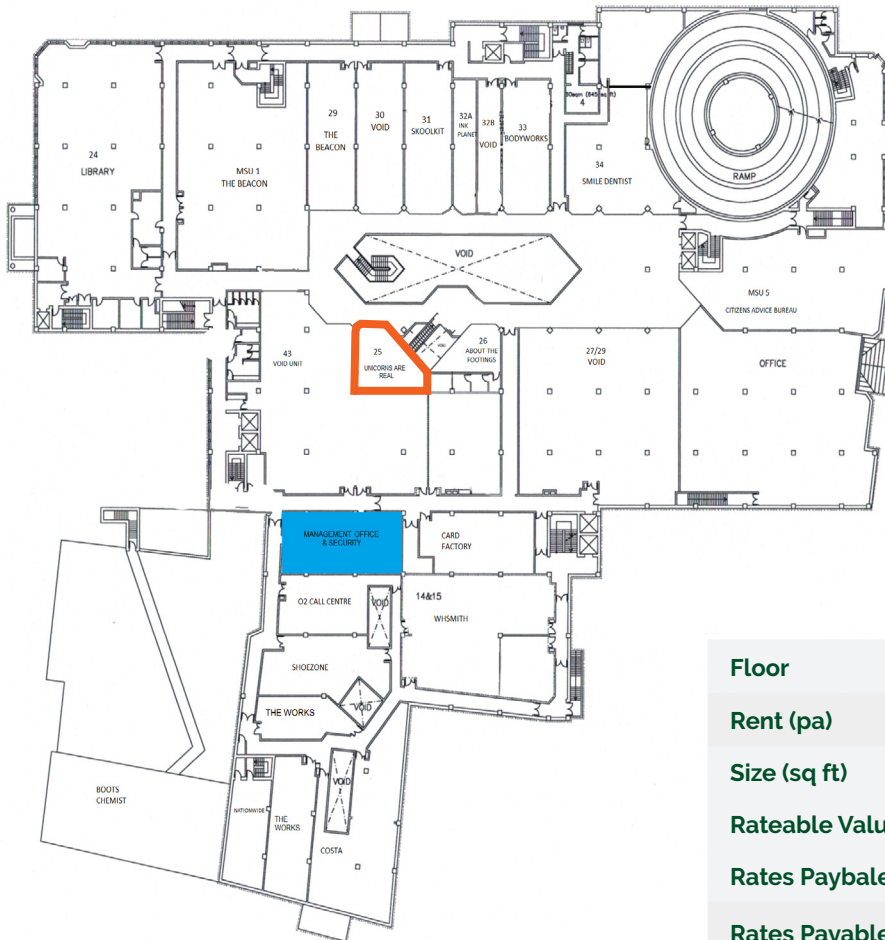 29
THE
BEACON
30
VOID
31
SKOOLKIT
32A
INK
PLANET
32B
VOID
33
BODYWORKS
4
34
SMILE DENTIST
RAMP
24
LIBRARY
MSU 1
THE BEACON
VOID
MSU 5
CITIZENS ADVICE BUREAU
43
VOID UNIT
25
UNICORNS ARE
REAL
26
ABOUT THE
FOOTINGS
27/29
VOID
OFFICE
MANAGEMENT OFFICE
& SECURITY
CARD
FACTORY
O2 CALL CENTRE
VOID
14&15
WHSMITH
SHOEZONE
THE WORKS
VOID
VOID
BOOTS
CHEMIST
NATIONWIDE
THE
WORKS
COSTA
Floor
Rent (pa)
Size (sq ft)
Rateable Valu
Rates Paybale
Rates Payable